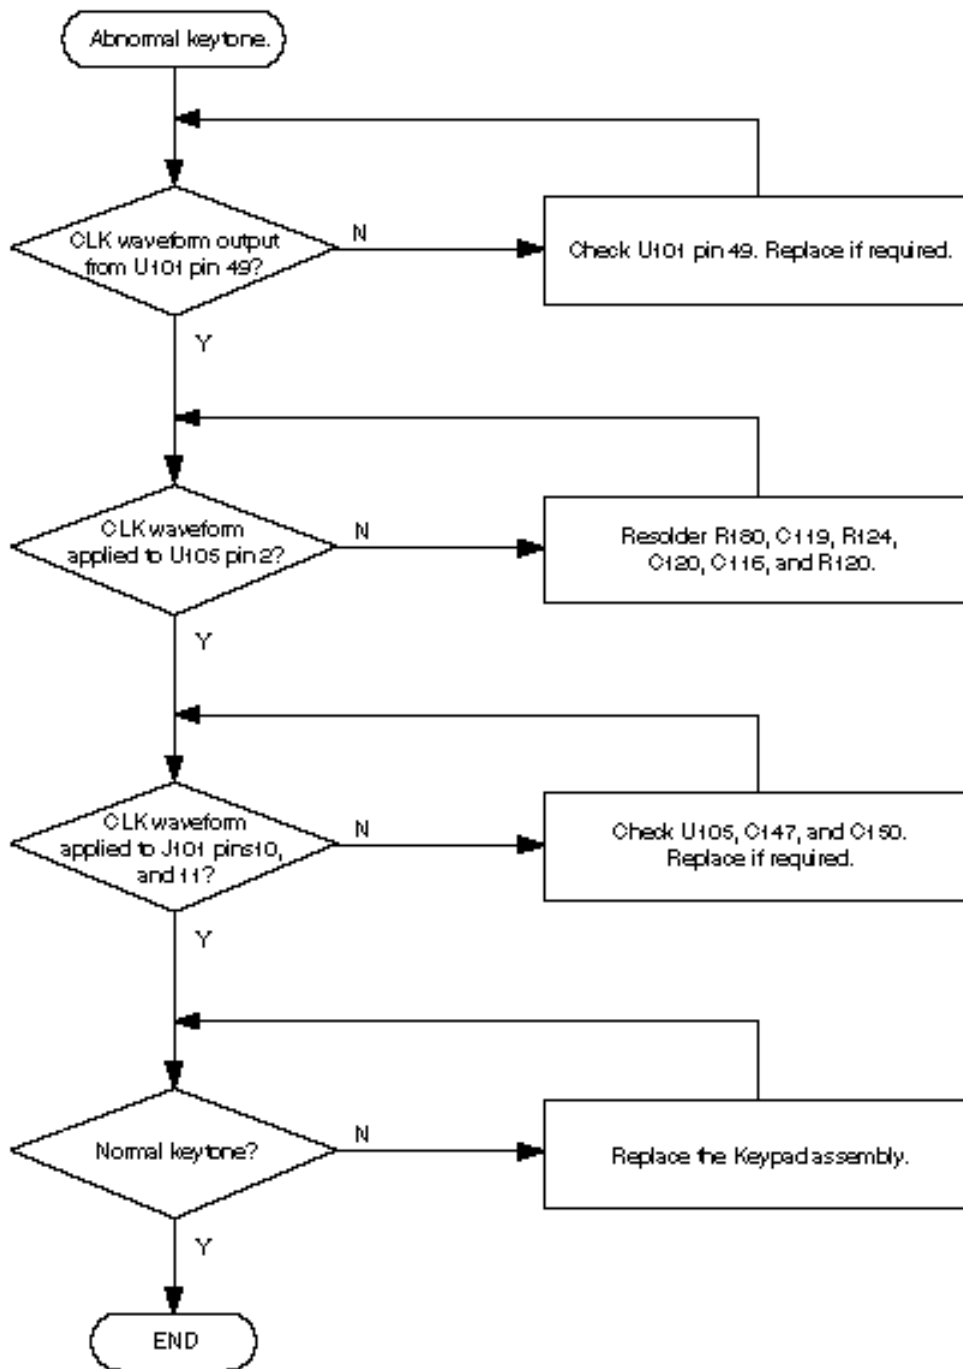 Abnormal keytone.
CLK waveform output
from U101 pin 49?
N
Check U101 pin 49. Replace if required.
Y
CLK waveform
applied to U105 pin 2?
N
Resolder R180, C119, R124,
C120, C116, and R120.
Y
CLK waveform
applied to J101 pins10,
and 11?
N
Check U105, C147, and C150.
Replace if required.
Y
Normal keytone?
N
Replace the Keypad assembly.
Y
END